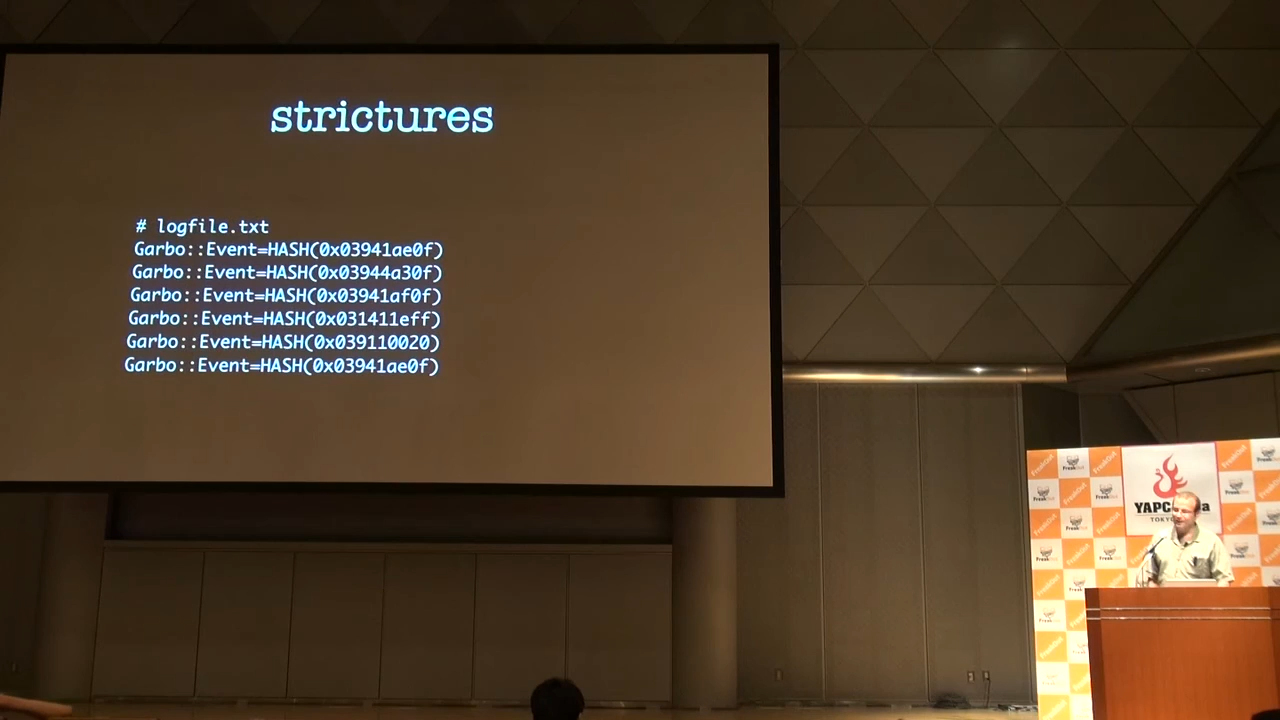 strictures
# logfile.txt
Garbo::Event=HASH(0x03941ae0f)
Garbo::Event=HASH(0x03944a30f)
Garbo::Event=HASH(0x03941af0f)
Garbo::Event=HASH(0x031411eff)
Garbo::Event=HASH(0x039110020)
Garbo::Event=HASH(0x03941ae0f)
FreakOut